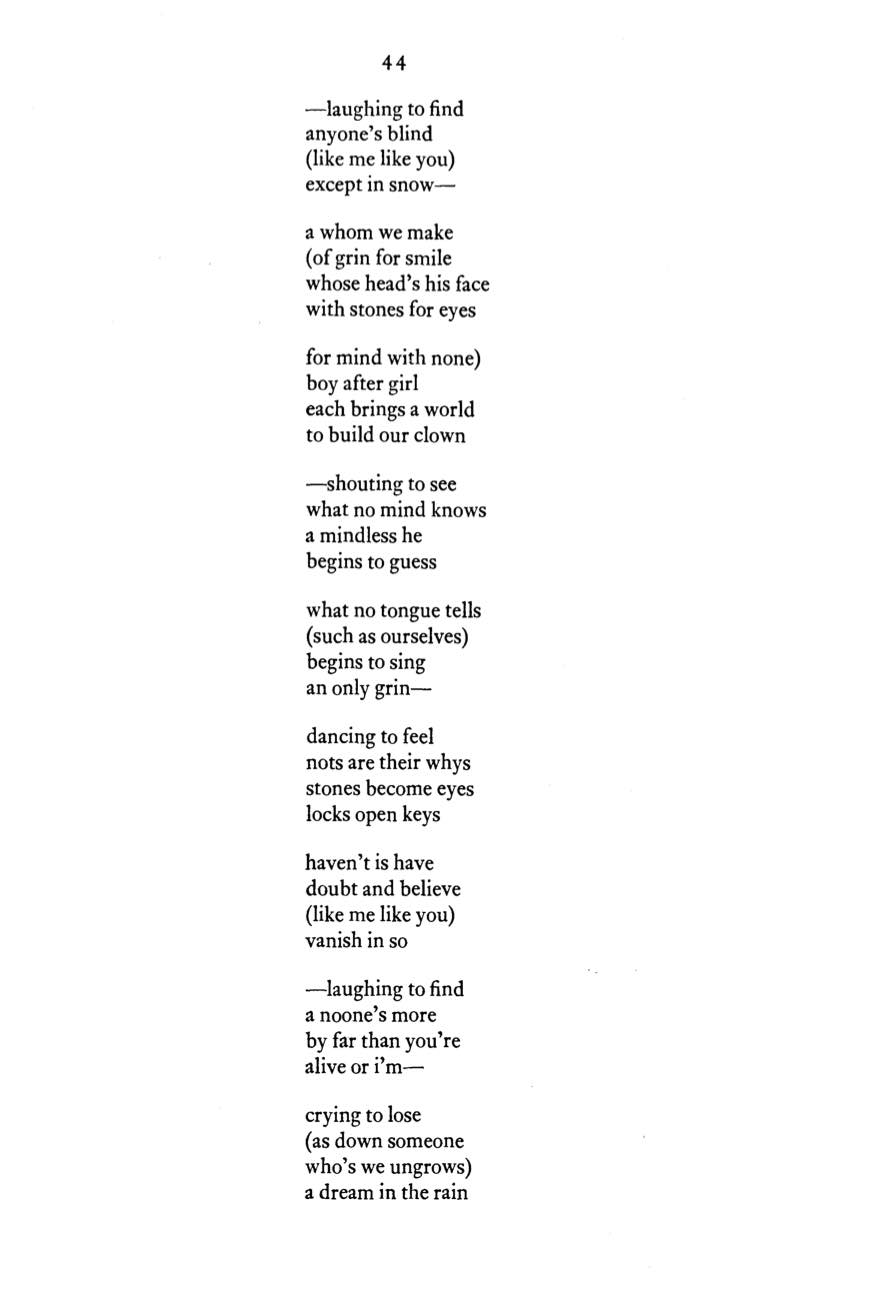 44
—laughing to find
anyone's blind
(like me like you)
except in snow—
a whom we make
(of grin for smile
whose head's his face
with stones for eyes
for mind with none)
boy after girl
each brings a world
to build our clown
—shouting to see
what no mind knows
a mindless he
begins to guess
what no tongue tells
(such as ourselves)
begins to sing
an only grin—
dancing to feel
nots are their whys
stones become eyes
locks open keys
haven't is have
doubt and believe
(like me like you)
vanish in so
—laughing to find
a noone's more
by far than you're
alive or i'm—
crying to lose
(as down someone
who's we ungrows)
a dream in the rain